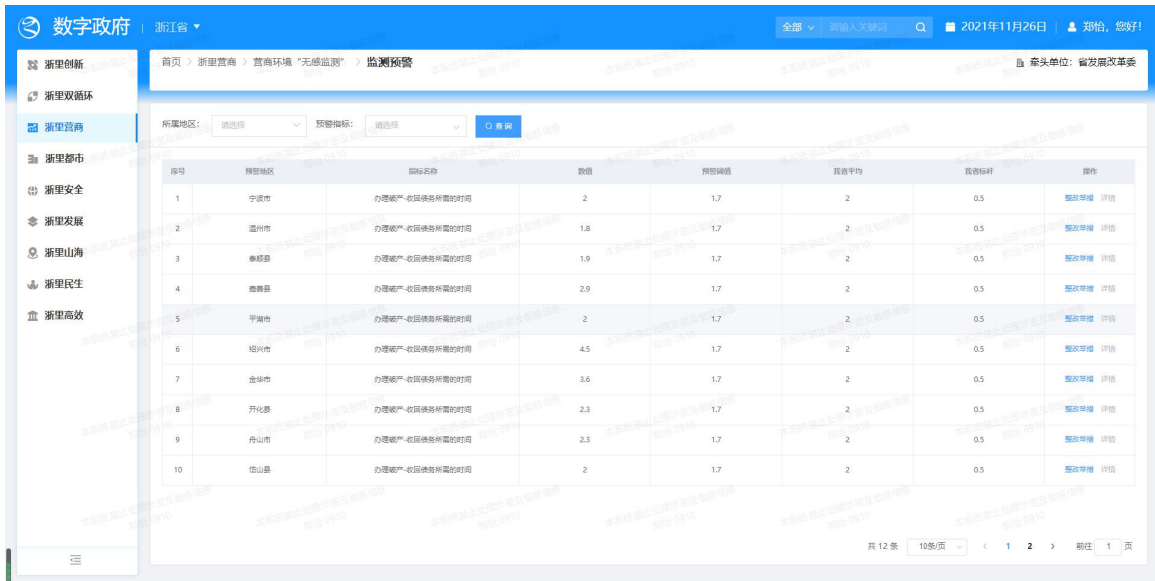 数字政府 浙江省 全部 请输入关键词 2021年11月26日 郑怡，您好！
首页 > 浙里营商 > 营商环境“无感监测” > 监测预警 牵头单位：省发展改革委
浙里创新
浙里双循环
浙里营商
浙里都市
浙里安全
浙里发展
浙里山海
浙里民生
浙里高效
所属地区： 请选择 预警指标： 请选择 查询
序号 预警地区 指标名称 数值 预警阈值 我省平均 我省标杆 操作
1 宁波市 办理破产-收回债务所需的时间 2 1.7 2 0.5 整改举措 详情
2 温州市 办理破产-收回债务所需的时间 1.8 1.7 2 0.5 整改举措 详情
3 泰顺县 办理破产-收回债务所需的时间 1.9 1.7 2 0.5 整改举措 详情
4 嘉善县 办理破产-收回债务所需的时间 2.9 1.7 2 0.5 整改举措 详情
5 平湖市 办理破产-收回债务所需的时间 2 1.7 2 0.5 整改举措 详情
6 绍兴市 办理破产-收回债务所需的时间 4.5 1.7 2 0.5 整改举措 详情
7 金华市 办理破产-收回债务所需的时间 3.6 1.7 2 0.5 整改举措 详情
8 开化县 办理破产-收回债务所需的时间 2.3 1.7 2 0.5 整改举措 详情
9 舟山市 办理破产-收回债务所需的时间 2.3 1.7 2 0.5 整改举措 详情
10 岱山县 办理破产-收回债务所需的时间 2 1.7 2 0.5 整改举措 详情
共 12 条 10条/页 < 1 2 > 前往 1 页
本系统禁止处理涉密及敏感信息
郑怡 0910